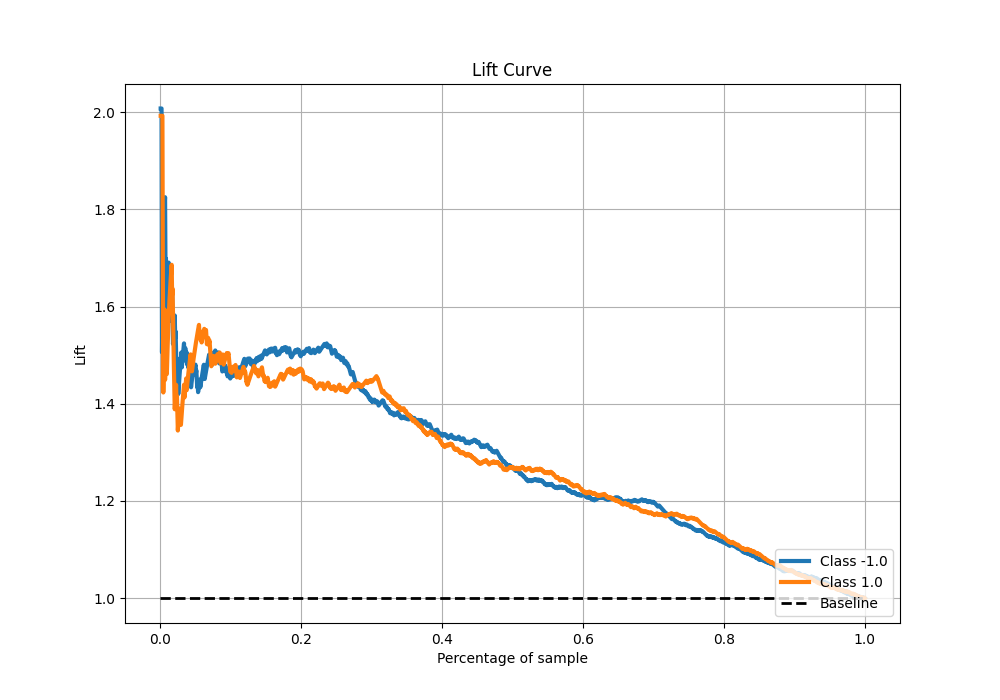 Lift Curve
Lift
2.0
1.8
1.6
1.4
1.2
1.0
0.0 0.2 0.4 0.6 0.8 1.0
Percentage of sample
Class -1.0
Class 1.0
Baseline